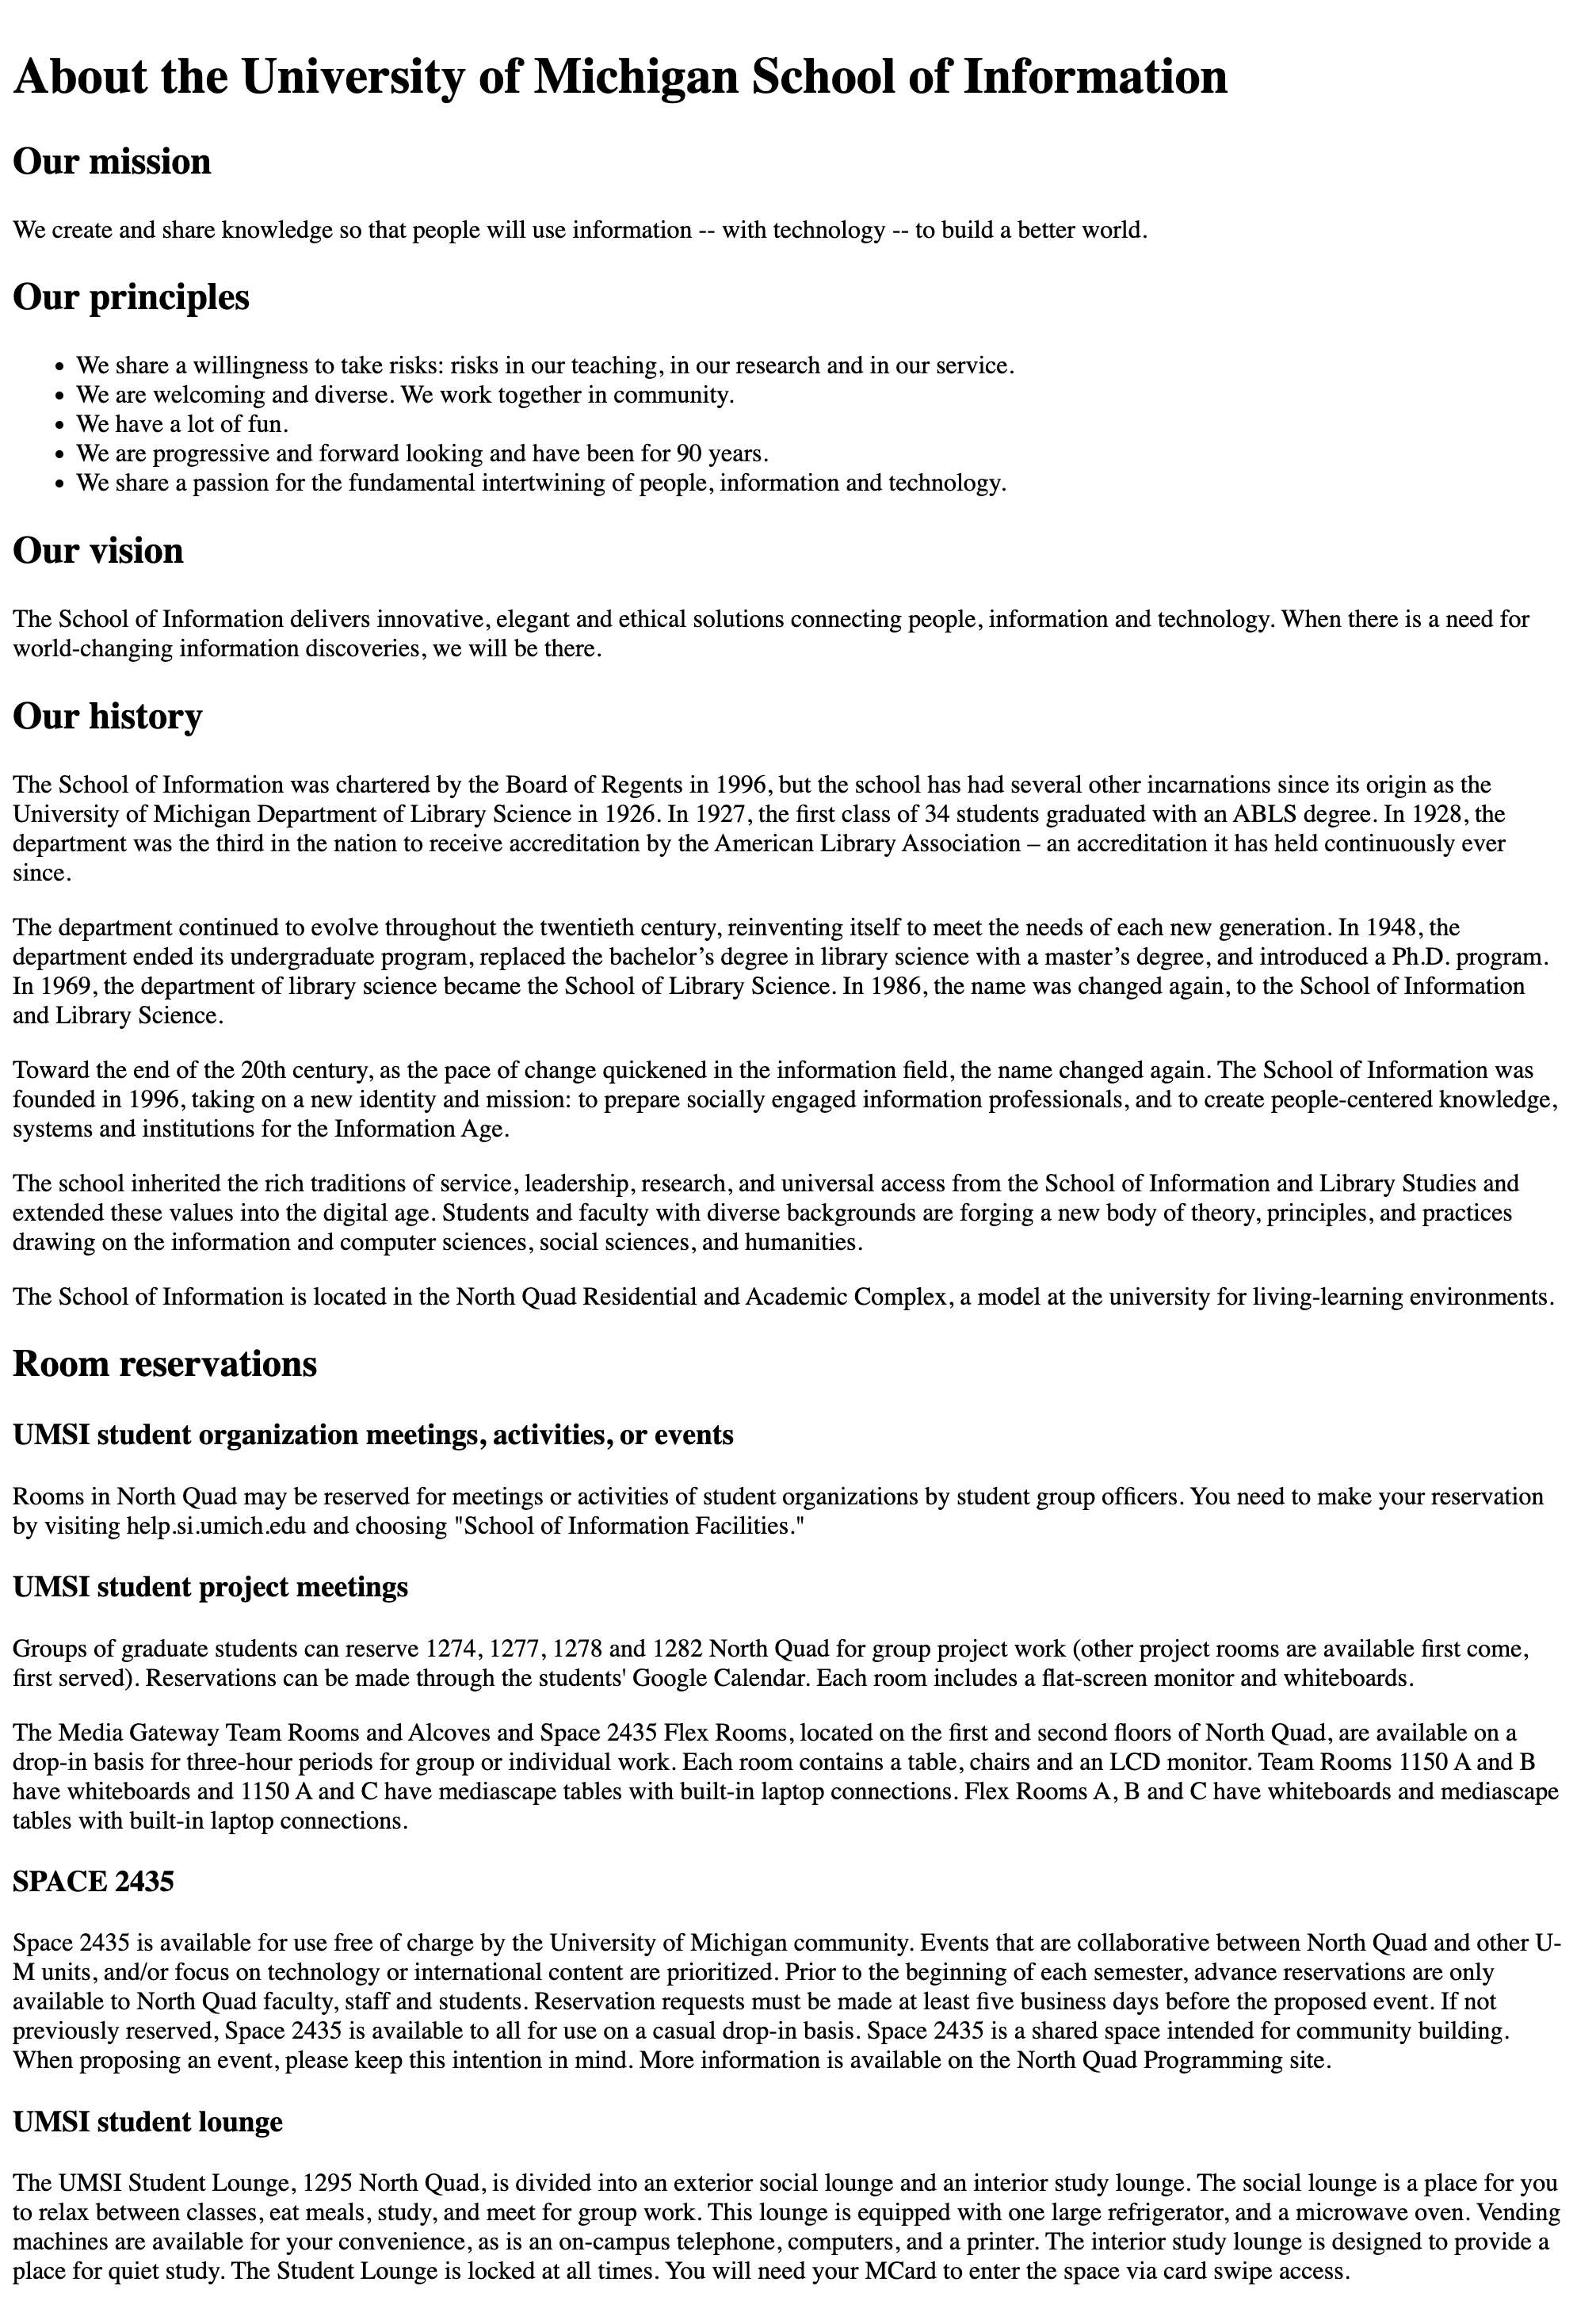 About the University of Michigan School of Information
Our mission
We create and share knowledge so that people will use information -- with technology -- to build a better world.
Our principles
• We share a willingness to take risks: risks in our teaching, in our research and in our service.
• We are welcoming and diverse. We work together in community.
• We have a lot of fun.
• We are progressive and forward looking and have been for 90 years.
• We share a passion for the fundamental intertwining of people, information and technology.
Our vision
The School of Information delivers innovative, elegant and ethical solutions connecting people, information and technology. When there is a need for
world-changing information discoveries, we will be there.
Our history
The School of Information was chartered by the Board of Regents in 1996, but the school has had several other incarnations since its origin as the
University of Michigan Department of Library Science in 1926. In 1927, the first class of 34 students graduated with an ABLS degree. In 1928, the
department was the third in the nation to receive accreditation by the American Library Association – an accreditation it has held continuously ever
since.
The department continued to evolve throughout the twentieth century, reinventing itself to meet the needs of each new generation. In 1948, the
department ended its undergraduate program, replaced the bachelor’s degree in library science with a master’s degree, and introduced a Ph.D. program.
In 1969, the department of library science became the School of Library Science. In 1986, the name was changed again, to the School of Information
and Library Science.
Toward the end of the 20th century, as the pace of change quickened in the information field, the name changed again. The School of Information was
founded in 1996, taking on a new identity and mission: to prepare socially engaged information professionals, and to create people-centered knowledge,
systems and institutions for the Information Age.
The school inherited the rich traditions of service, leadership, research, and universal access from the School of Information and Library Studies and
extended these values into the digital age. Students and faculty with diverse backgrounds are forging a new body of theory, principles, and practices
drawing on the information and computer sciences, social sciences, and humanities.
The School of Information is located in the North Quad Residential and Academic Complex, a model at the university for living-learning environments.
Room reservations
UMSI student organization meetings, activities, or events
Rooms in North Quad may be reserved for meetings or activities of student organizations by student group officers. You need to make your reservation
by visiting help.si.umich.edu and choosing "School of Information Facilities."
UMSI student project meetings
Groups of graduate students can reserve 1274, 1277, 1278 and 1282 North Quad for group project work (other project rooms are available first come,
first served). Reservations can be made through the students' Google Calendar. Each room includes a flat-screen monitor and whiteboards.
The Media Gateway Team Rooms and Alcoves and Space 2435 Flex Rooms, located on the first and second floors of North Quad, are available on a
drop-in basis for three-hour periods for group or individual work. Each room contains a table, chairs and an LCD monitor. Team Rooms 1150 A and B
have whiteboards and 1150 A and C have mediascape tables with built-in laptop connections. Flex Rooms A, B and C have whiteboards and mediascape
tables with built-in laptop connections.
SPACE 2435
Space 2435 is available for use free of charge by the University of Michigan community. Events that are collaborative between North Quad and other U-
M units, and/or focus on technology or international content are prioritized. Prior to the beginning of each semester, advance reservations are only
available to North Quad faculty, staff and students. Reservation requests must be made at least five business days before the proposed event. If not
previously reserved, Space 2435 is available to all for use on a casual drop-in basis. Space 2435 is a shared space intended for community building.
When proposing an event, please keep this intention in mind. More information is available on the North Quad Programming site.
UMSI student lounge
The UMSI Student Lounge, 1295 North Quad, is divided into an exterior social lounge and an interior study lounge. The social lounge is a place for you
to relax between classes, eat meals, study, and meet for group work. This lounge is equipped with one large refrigerator, and a microwave oven. Vending
machines are available for your convenience, as is an on-campus telephone, computers, and a printer. The interior study lounge is designed to provide a
place for quiet study. The Student Lounge is locked at all times. You will need your MCard to enter the space via card swipe access.